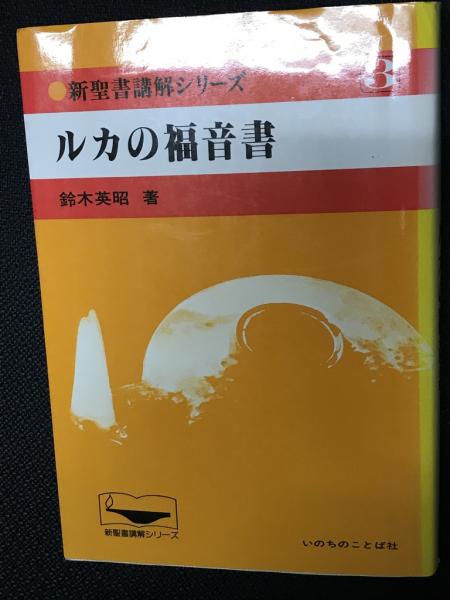 ●新聖書講解シリーズ 3
ルカの福音書
鈴木英昭 著
新聖書講解シリーズ
いのちのことば社